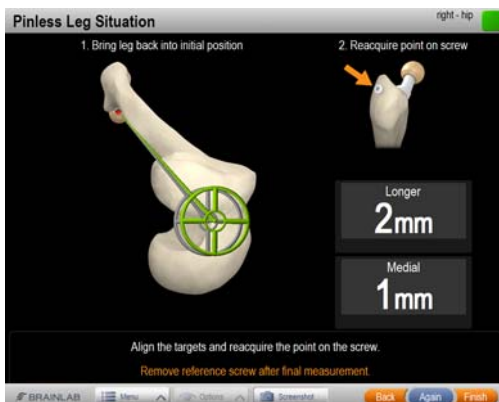 Pinless Leg Situation
right - hip
1. Bring leg back into initial position
2. Reacquire point on screw
Longer
2mm
Medial
1mm
Align the targets and reacquire the point on the screw.
Remove reference screw after final measurement.
BRAINLAB
Menu
Options
Screenshot
Back
Again
Finish